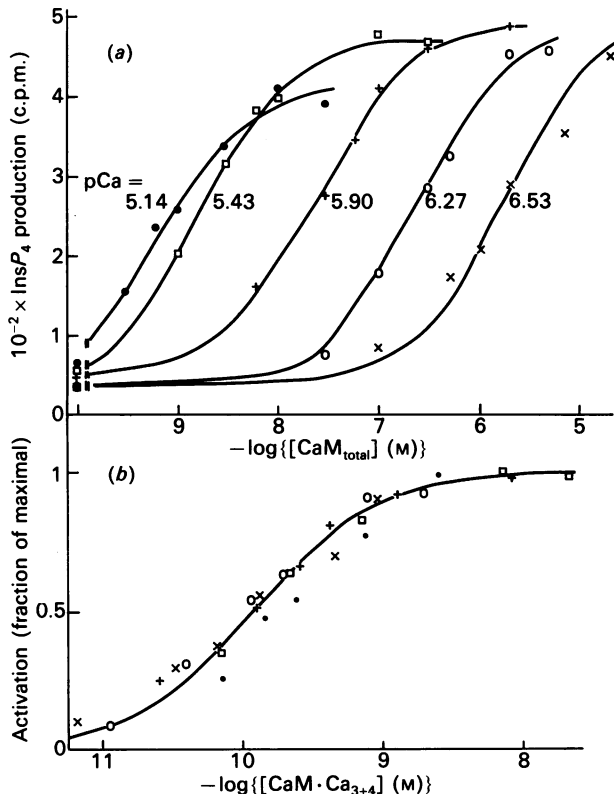 5
(a)
4
pCa =
3
5.14 5.43 5.90 6.27 6.53
2
1
0
10⁻² × InsP₄ production (c.p.m.)
9 8 7 6 5
−log{[CaM_total] (M)}
(b)
1
0.5
0
Activation (fraction of maximal)
11 10 9 8
−log{[CaM·Ca₃₊₄] (M)}